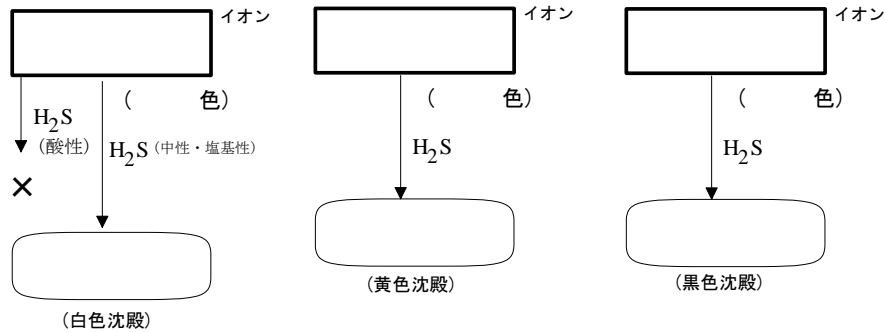 イオン
イオン
イオン
( 色)
( 色)
( 色)
H2S
(酸性)
H2S (中性・塩基性)
H2S
H2S
×
(白色沈殿)
(黄色沈殿)
(黒色沈殿)